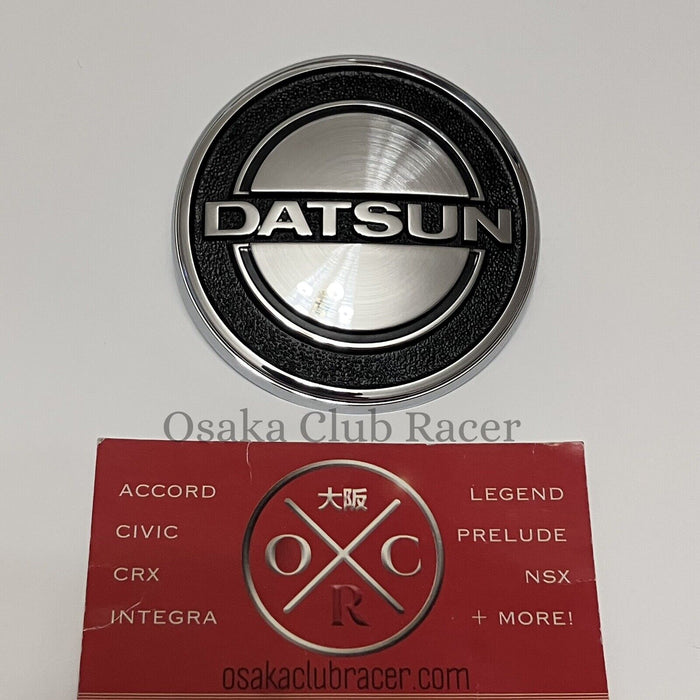 DATSUN
Osaka Club Racer
ACCORD
CIVIC
CRX
INTEGRA
大阪
O C
R
LEGEND
PRELUDE
NSX
+ MORE!
osakaclubracer.com